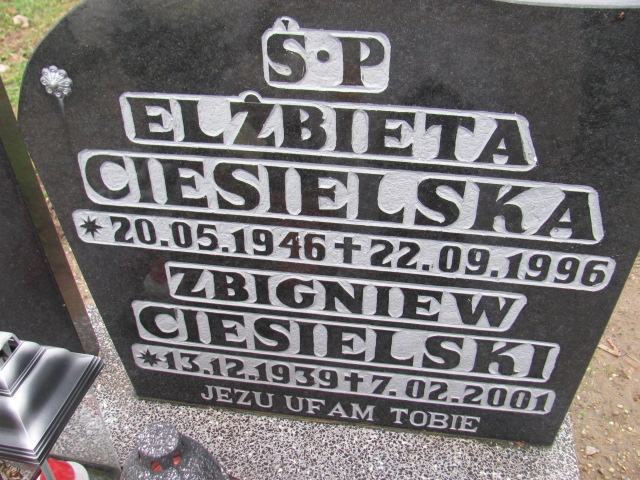 Ś·P
ELŻBIETA
CIESIELSKA
* 20.05.1946 ✝ 22.09.1996
ZBIGNIEW
CIESIELSKI
* 13.12.1939 ✝ 7.02.2001
JEZU UFAM TOBIE